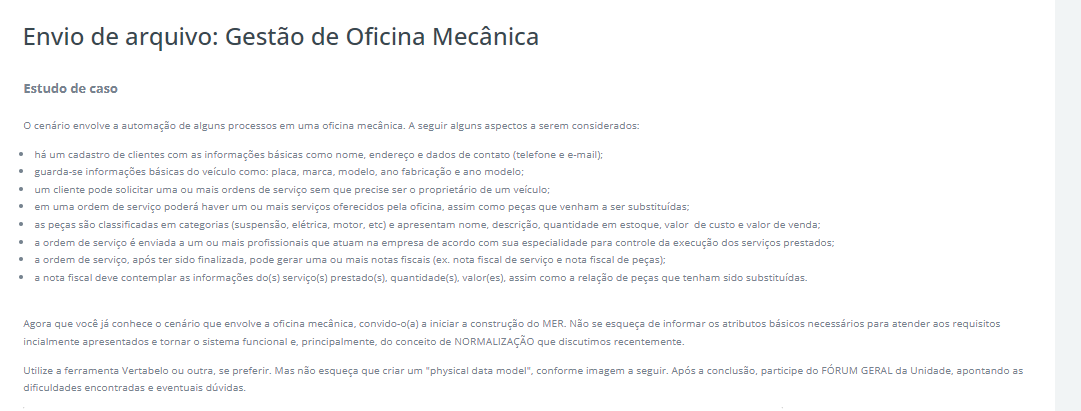 Envio de arquivo: Gestão de Oficina Mecânica
Estudo de caso
O cenário envolve a automação de alguns processos em uma oficina mecânica. A seguir alguns aspectos a serem considerados:
há um cadastro de clientes com as informações básicas como nome, endereço e dados de contato (telefone e e-mail);
guarda-se informações básicas do veículo como: placa, marca, modelo, ano fabricação e ano modelo;
um cliente pode solicitar uma ou mais ordens de serviço sem que precise ser o proprietário de um veículo;
em uma ordem de serviço poderá haver um ou mais serviços oferecidos pela oficina, assim como peças que venham a ser substituídas;
as peças são classificadas em categorias (suspensão, elétrica, motor, etc) e apresentam nome, descrição, quantidade em estoque, valor de custo e valor de venda;
a ordem de serviço é enviada a um ou mais profissionais que atuam na empresa de acordo com sua especialidade para controle da execução dos serviços prestados;
a ordem de serviço, após ter sido finalizada, pode gerar uma ou mais notas fiscais (ex. nota fiscal de serviço e nota fiscal de peças);
a nota fiscal deve contemplar as informações do(s) serviço(s) prestado(s), quantidade(s), valor(es), assim como a relação de peças que tenham sido substituídas.
Agora que você já conhece o cenário que envolve a oficina mecânica, convido-o(a) a iniciar a construção do MER. Não se esqueça de informar os atributos básicos necessários para atender aos requisitos
incialmente apresentados e tornar o sistema funcional e, principalmente, do conceito de NORMALIZAÇÃO que discutimos recentemente.
Utilize a ferramenta Vertabelo ou outra, se preferir. Mas não esqueça que criar um "physical data model", conforme imagem a seguir. Após a conclusão, participe do FÓRUM GERAL da Unidade, apontando as
dificuldades encontradas e eventuais dúvidas.